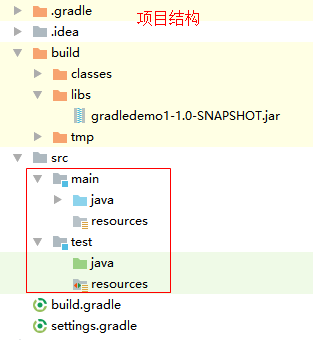 项目结构
.gradle
.idea
build
classes
libs
gradledemo1-1.0-SNAPSHOT.jar
tmp
src
main
java
resources
test
java
resources
build.gradle
settings.gradle